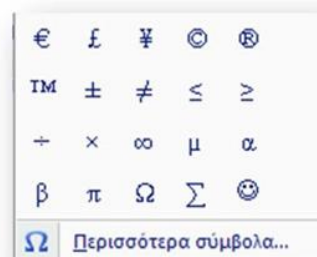 € £ ¥ © ®
™ ± ≠ ≤ ≥
÷ × ∞ µ α
β π Ω ∑ ☺
Ω Περισσότερα σύμβολα...